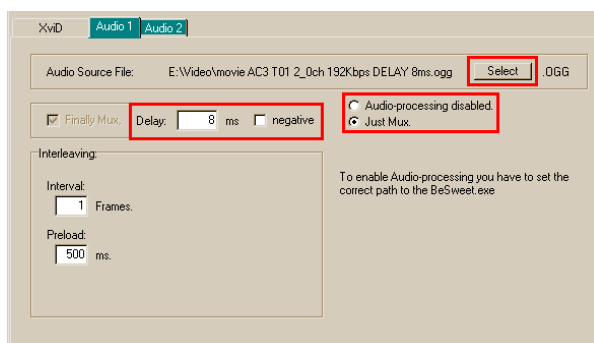 XviD Audio 1 Audio 2
Audio Source File: E:\Video\movie AC3 T01 2_0ch 192Kbps DELAY 8ms.ogg Select .OGG
Finally Mux, Delay: 8 ms negative
Audio-processing disabled.
Just Mux.
Interleaving:
Interval:
1 Frames.
Preload:
500 ms.
To enable Audio-processing you have to set the
correct path to the BeSweet.exe